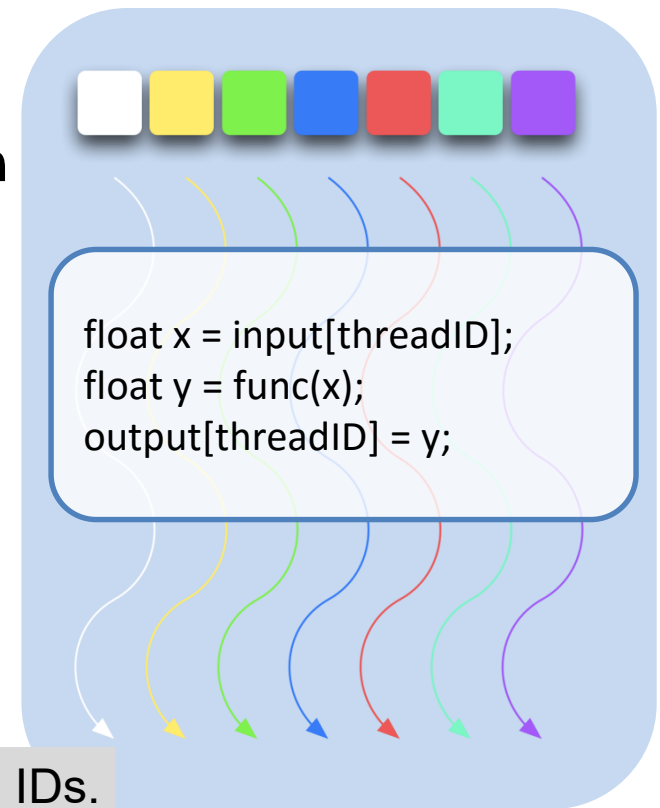 float x = input[threadID];
float y = func(x);
output[threadID] = y;
IDs.